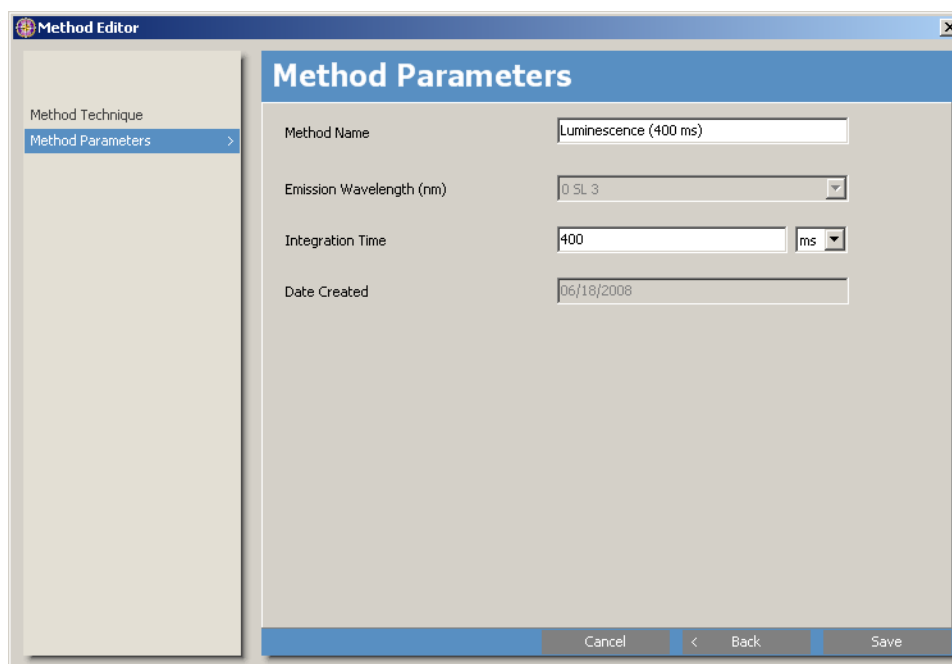 Method Editor
Method Technique
Method Parameters >
Method Parameters
Method Name
Luminescence (400 ms)
Emission Wavelength (nm)
0 SL 3
Integration Time
400
ms
Date Created
06/18/2008
Cancel
< Back
Save